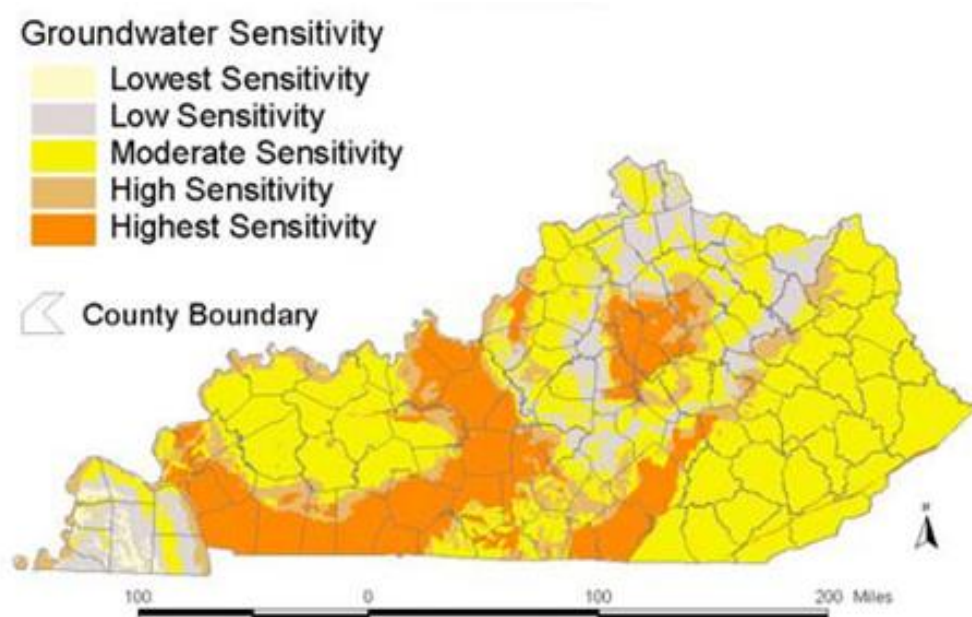 Groundwater Sensitivity
Lowest Sensitivity
Low Sensitivity
Moderate Sensitivity
High Sensitivity
Highest Sensitivity
County Boundary
N
100 0 100 200 Miles